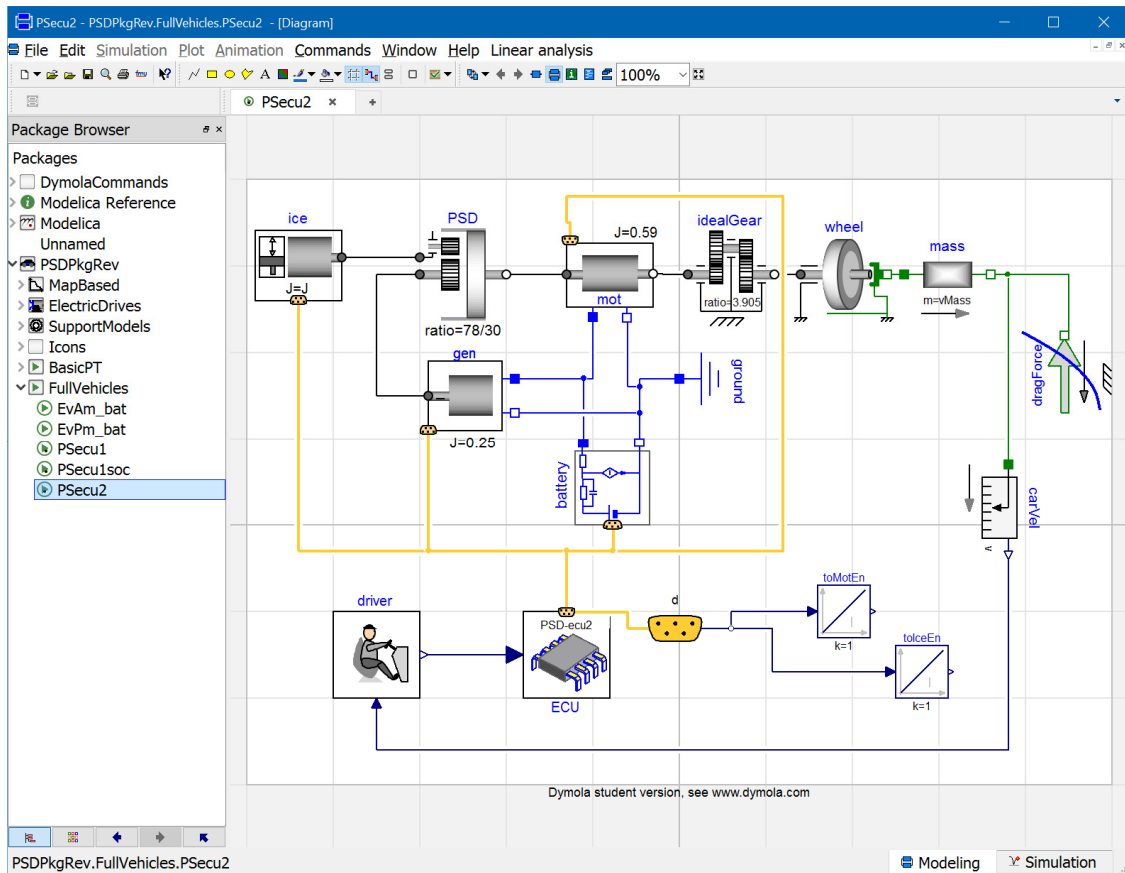 PSecu2 - PSDPkgRev.FullVehicles.PSecu2 - [Diagram]
File Edit Simulation Plot Animation Commands Window Help Linear analysis
A 100%
PSecu2
Package Browser
Packages
DymolaCommands
Modelica Reference
Modelica
Unnamed
PSDPkgRev
MapBased
ElectricDrives
SupportModels
Icons
BasicPT
FullVehicles
EvAm_bat
EvPm_bat
PSecu1
PSecu1soc
PSecu2
ice
J=J
PSD
ratio=78/30
J=0.59
mot
idealGear
ratio=3.905
wheel
mass
m=vMass
gen
J=0.25
ground
dragForce
battery
carVel
v
driver
PSD-ecu2
ECU
d
toMotEn
I
k=1
toIceEn
I
k=1
Dymola student version, see www.dymola.com
PSDPkgRev.FullVehicles.PSecu2
Modeling
Simulation